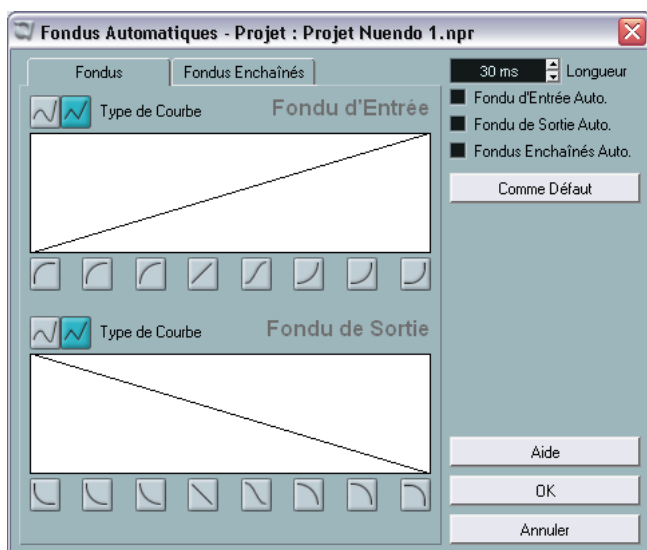 Fondus Automatiques - Projet : Projet Nuendo 1.npr
Fondus
Fondus Enchaînés
Type de Courbe
Fondu d'Entrée
Type de Courbe
Fondu de Sortie
30 ms
Longueur
Fondu d'Entrée Auto.
Fondu de Sortie Auto.
Fondus Enchaînés Auto.
Comme Défaut
Aide
OK
Annuler